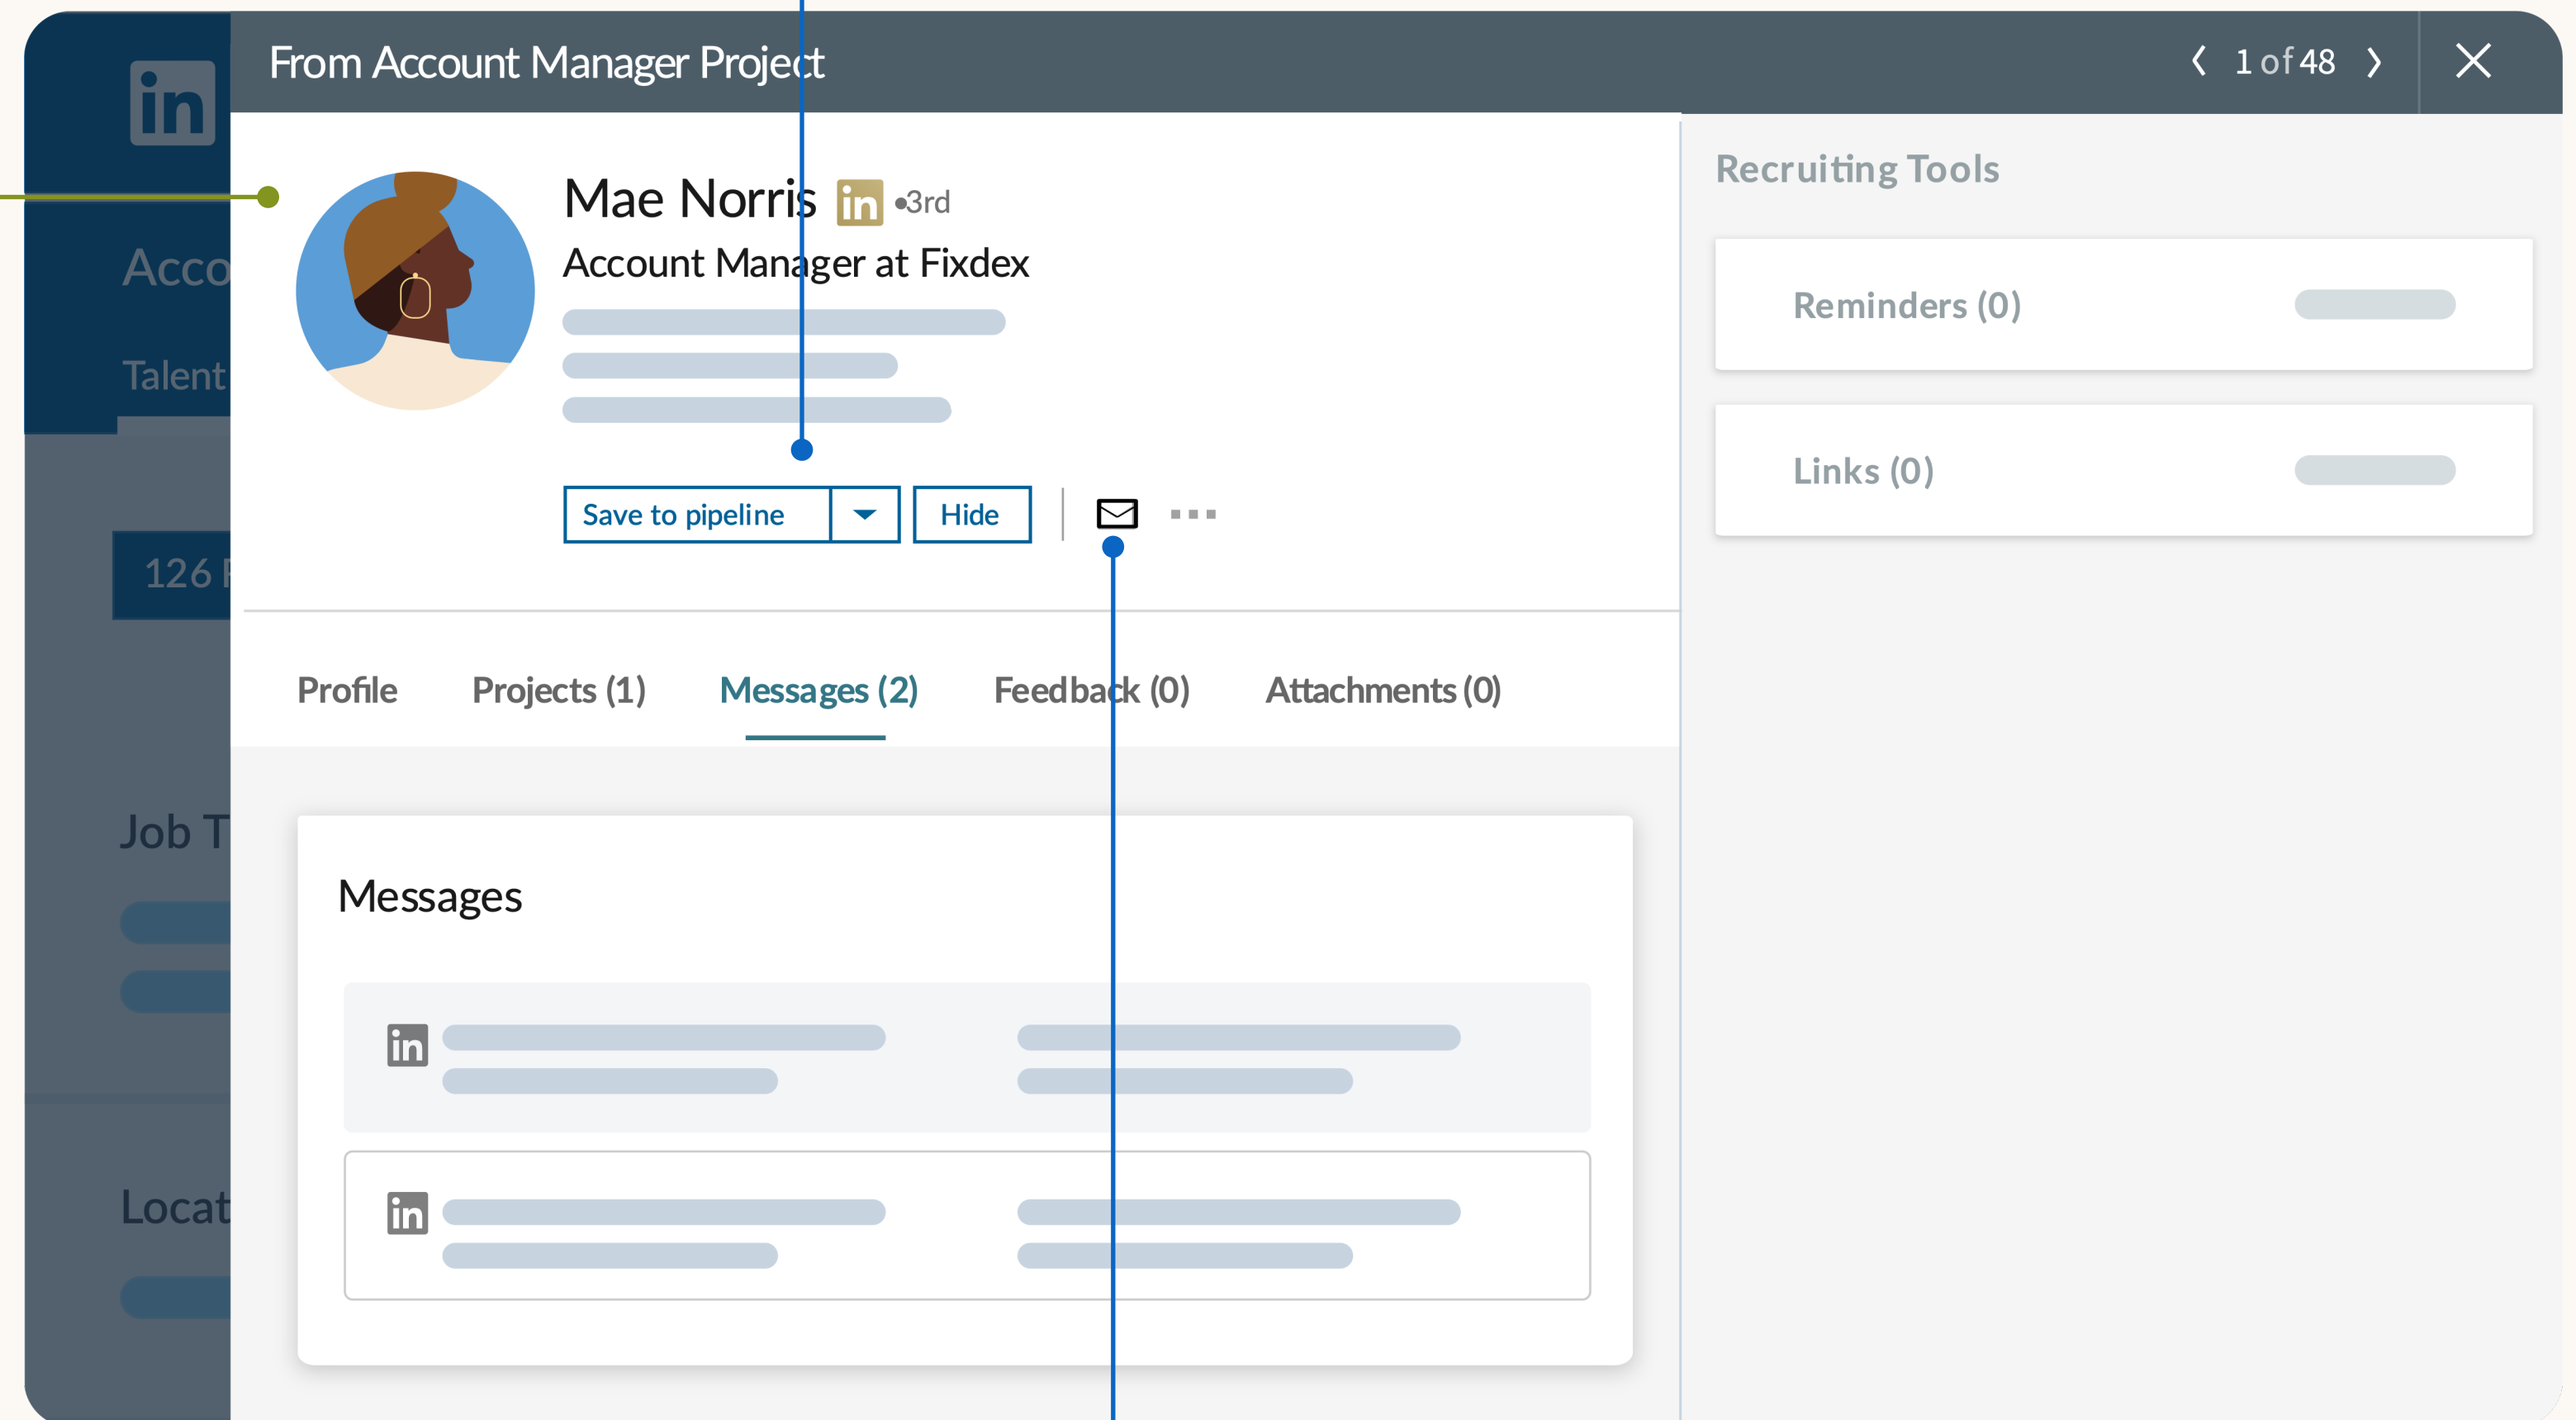 From Account Manager Project
1 of 48
in
Acco
Talent
126
Job T
Locat
Mae Norris in •3rd
Account Manager at Fixdex
Save to pipeline
Hide
Profile
Projects (1)
Messages (2)
Feedback (0)
Attachments (0)
Messages
in
in
Recruiting Tools
Reminders (0)
Links (0)